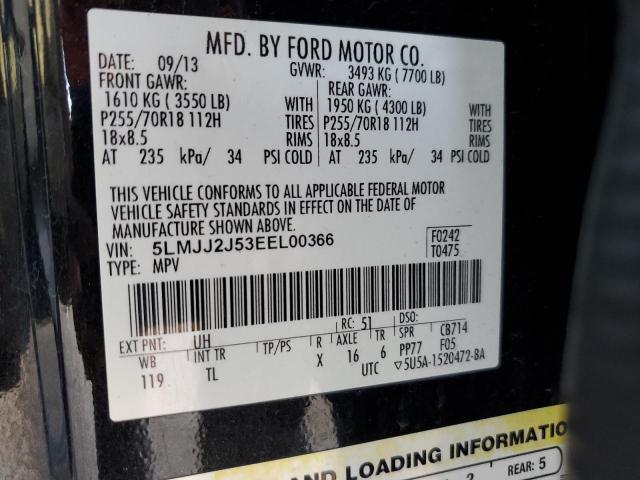 MFD. BY FORD MOTOR CO.
DATE: 09/13 GVWR: 3493 KG ( 7700 LB)
FRONT GAWR: REAR GAWR:
1610 KG ( 3550 LB) WITH 1950 KG ( 4300 LB) WITH
P255/70R18 112H TIRES P255/70R18 112H TIRES
18x8.5 RIMS 18x8.5 RIMS
AT 235 kPa/ 34 PSI COLD AT 235 kPa/ 34 PSI COLD
THIS VEHICLE CONFORMS TO ALL APPLICABLE FEDERAL MOTOR
VEHICLE SAFETY STANDARDS IN EFFECT ON THE DATE OF
MANUFACTURE SHOWN ABOVE.
VIN: 5LMJJ2J53EEL00366 F0242
TYPE: MPV T0475
EXT PNT: UH RC: 51 DSO:
WB INT TR TP/PS R AXLE TR SPR CB714
119 TL X 16 6 PP77 F05
UTC ▽5U5A-1520472-BA
AND LOADING INFORMATION
2 REAR: 5